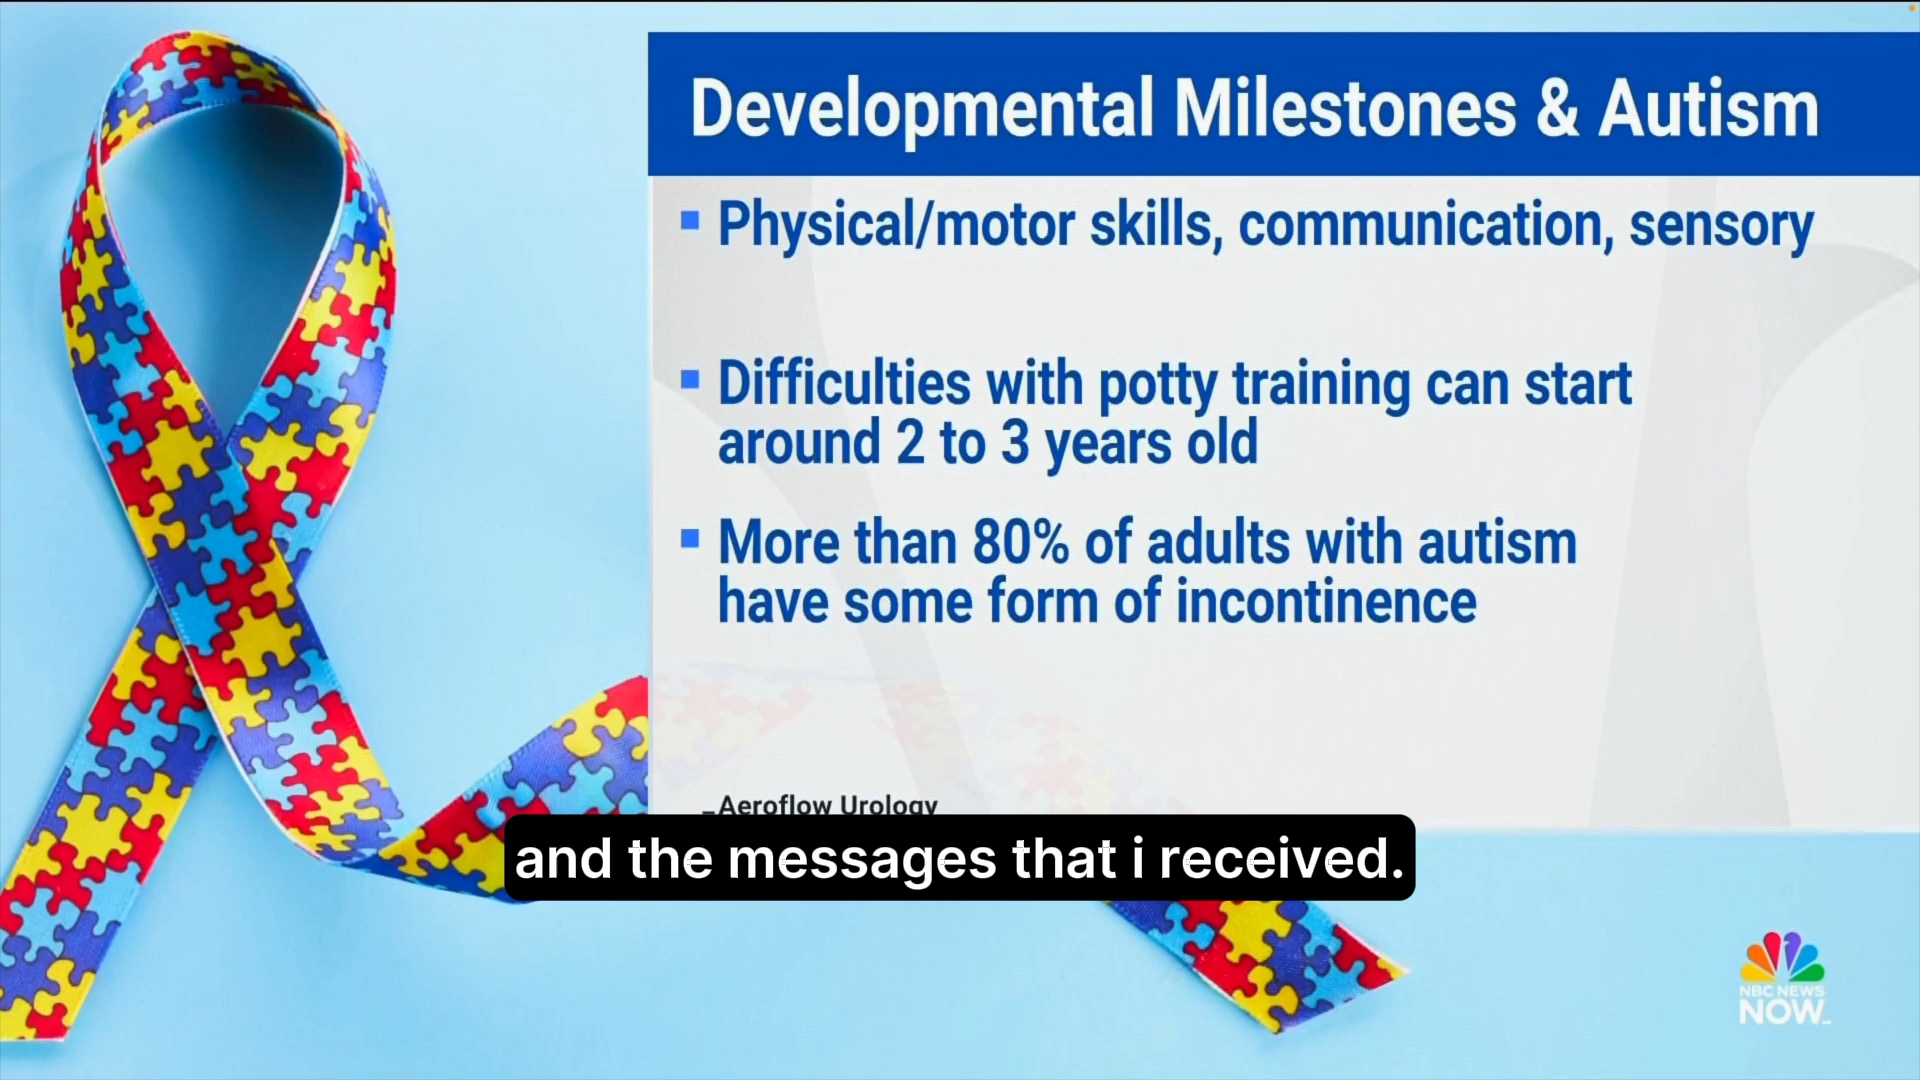 Developmental Milestones & Autism
Physical/motor skills, communication, sensory
Difficulties with potty training can start
around 2 to 3 years old
More than 80% of adults with autism
have some form of incontinence
–Aeroflow Urology
and the messages that i received.
NBC NEWS
NOW